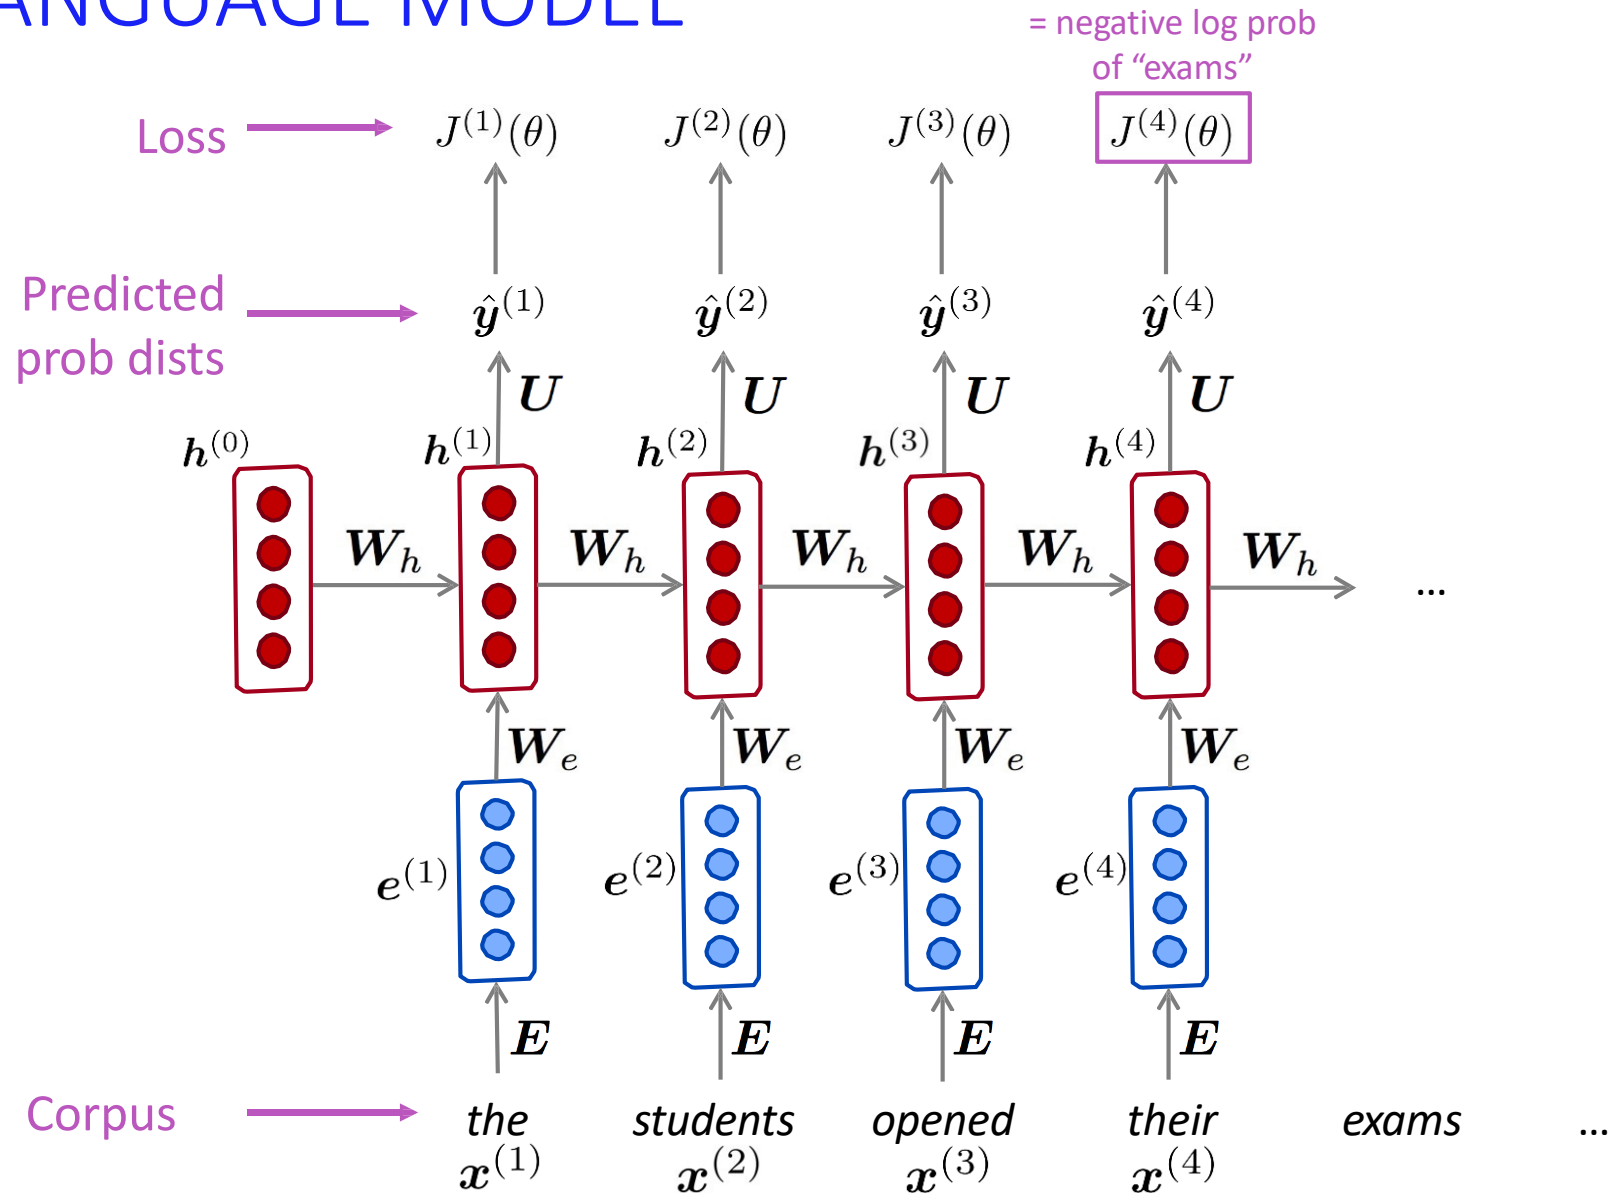 ANGUAGE MODEL
= negative log prob
of “exams”
Loss J⁽¹⁾(θ) J⁽²⁾(θ) J⁽³⁾(θ) J⁽⁴⁾(θ)
Predicted
prob dists
ŷ⁽¹⁾ ŷ⁽²⁾ ŷ⁽³⁾ ŷ⁽⁴⁾
U U U U
h⁽⁰⁾ h⁽¹⁾ h⁽²⁾ h⁽³⁾ h⁽⁴⁾
Wₕ Wₕ Wₕ Wₕ Wₕ ...
Wₑ Wₑ Wₑ Wₑ
e⁽¹⁾ e⁽²⁾ e⁽³⁾ e⁽⁴⁾
E E E E
Corpus the students opened their exams ...
x⁽¹⁾ x⁽²⁾ x⁽³⁾ x⁽⁴⁾